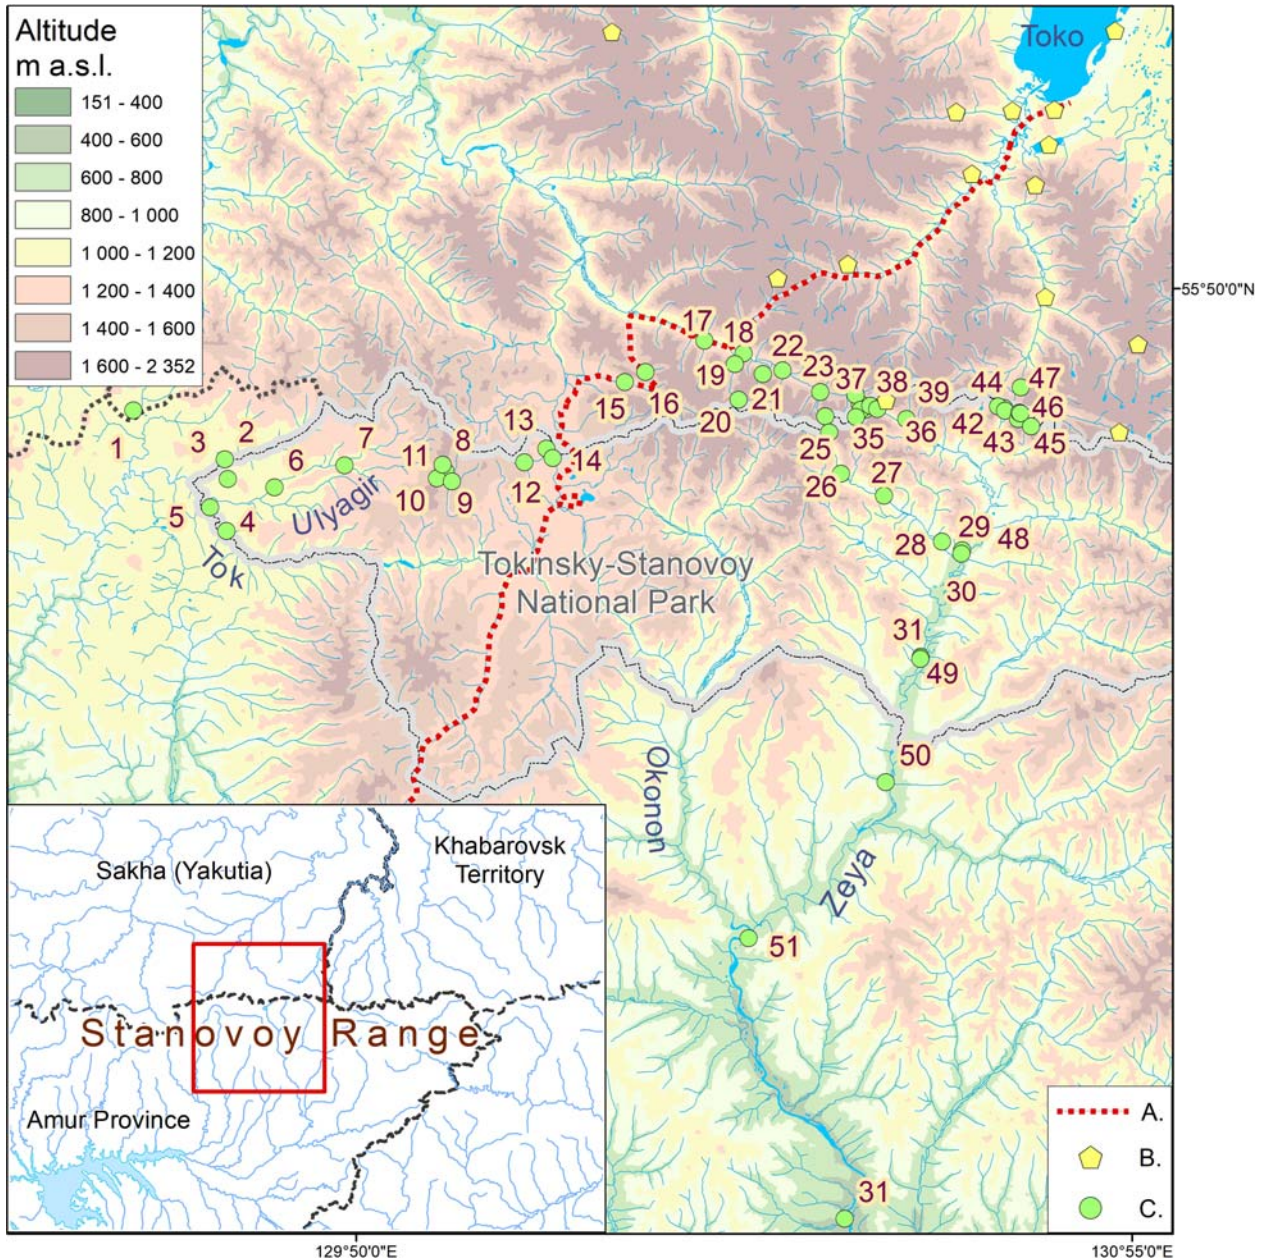 Altitude
m a.s.l.
151 - 400
400 - 600
600 - 800
800 - 1 000
1 000 - 1 200
1 200 - 1 400
1 400 - 1 600
1 600 - 2 352
Toko
55°50'0"N
17
18
22
19
23
37
38
39
44
47
15
16
21
20
46
42
43
45
35
36
25
13
14
12
1
3
2
7
8
11
6
10
9
5
4
Ulyagir
Tok
26
27
28
29
48
30
Tokinsky-Stanovoy
National Park
31
49
50
Okonon
Zeya
51
31
Sakha (Yakutia)
Khabarovsk
Territory
Stanovoy Range
Amur Province
A.
B.
C.
129°50'0"E
130°55'0"E